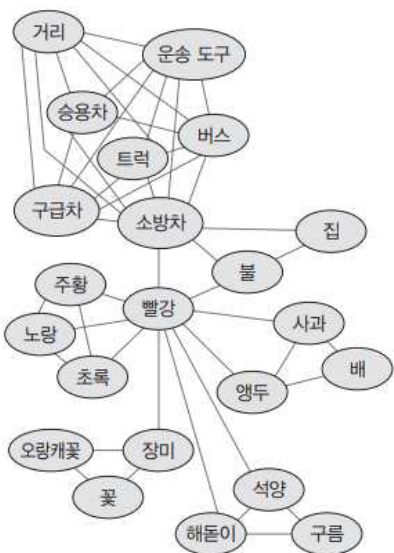 거리
운송 도구
승용차
버스
트럭
구급차
소방차
집
불
주황
빨강
사과
노랑
배
초록
앵두
오랑캐꽃
장미
석양
꽃
해돋이
구름